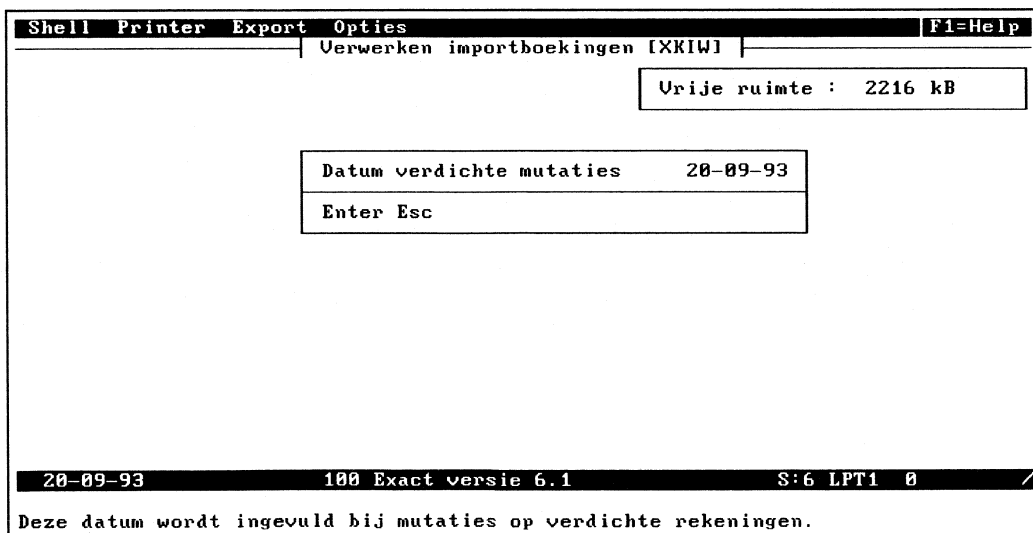 Shell Printer Export Opties F1=Help
Verwerken importboekingen [XKIW]
Vrije ruimte : 2216 kB
Datum verdichte mutaties 20-09-93
Enter Esc
20-09-93 100 Exact versie 6.1 S:6 LPT1 0 /
Deze datum wordt ingevuld bij mutaties op verdichte rekeningen.